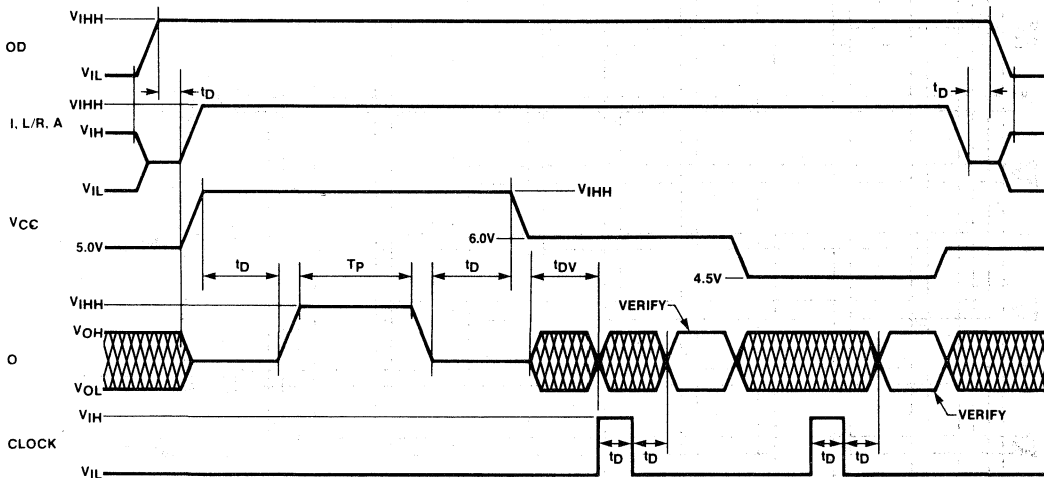 VIHH
OD
VIL
tD
tD
VIHH
I, L/R, A
VIH
VIL
VIHH
VCC
5.0V
6.0V
4.5V
tD
TP
tD
tDV
VIHH
VERIFY
VOH
O
VOL
VERIFY
VIH
CLOCK
tD
tD
tD
tD
VIL